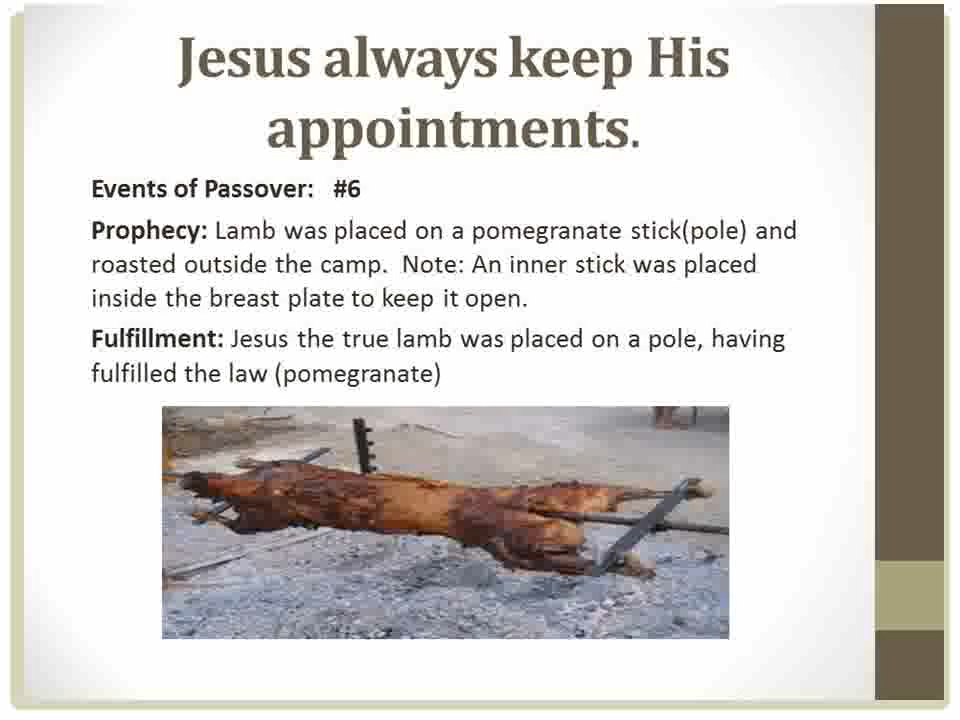 Jesus always keep His
appointments.
Events of Passover: #6
Prophecy: Lamb was placed on a pomegranate stick(pole) and
roasted outside the camp. Note: An inner stick was placed
inside the breast plate to keep it open.
Fulfillment: Jesus the true lamb was placed on a pole, having
fulfilled the law (pomegranate)